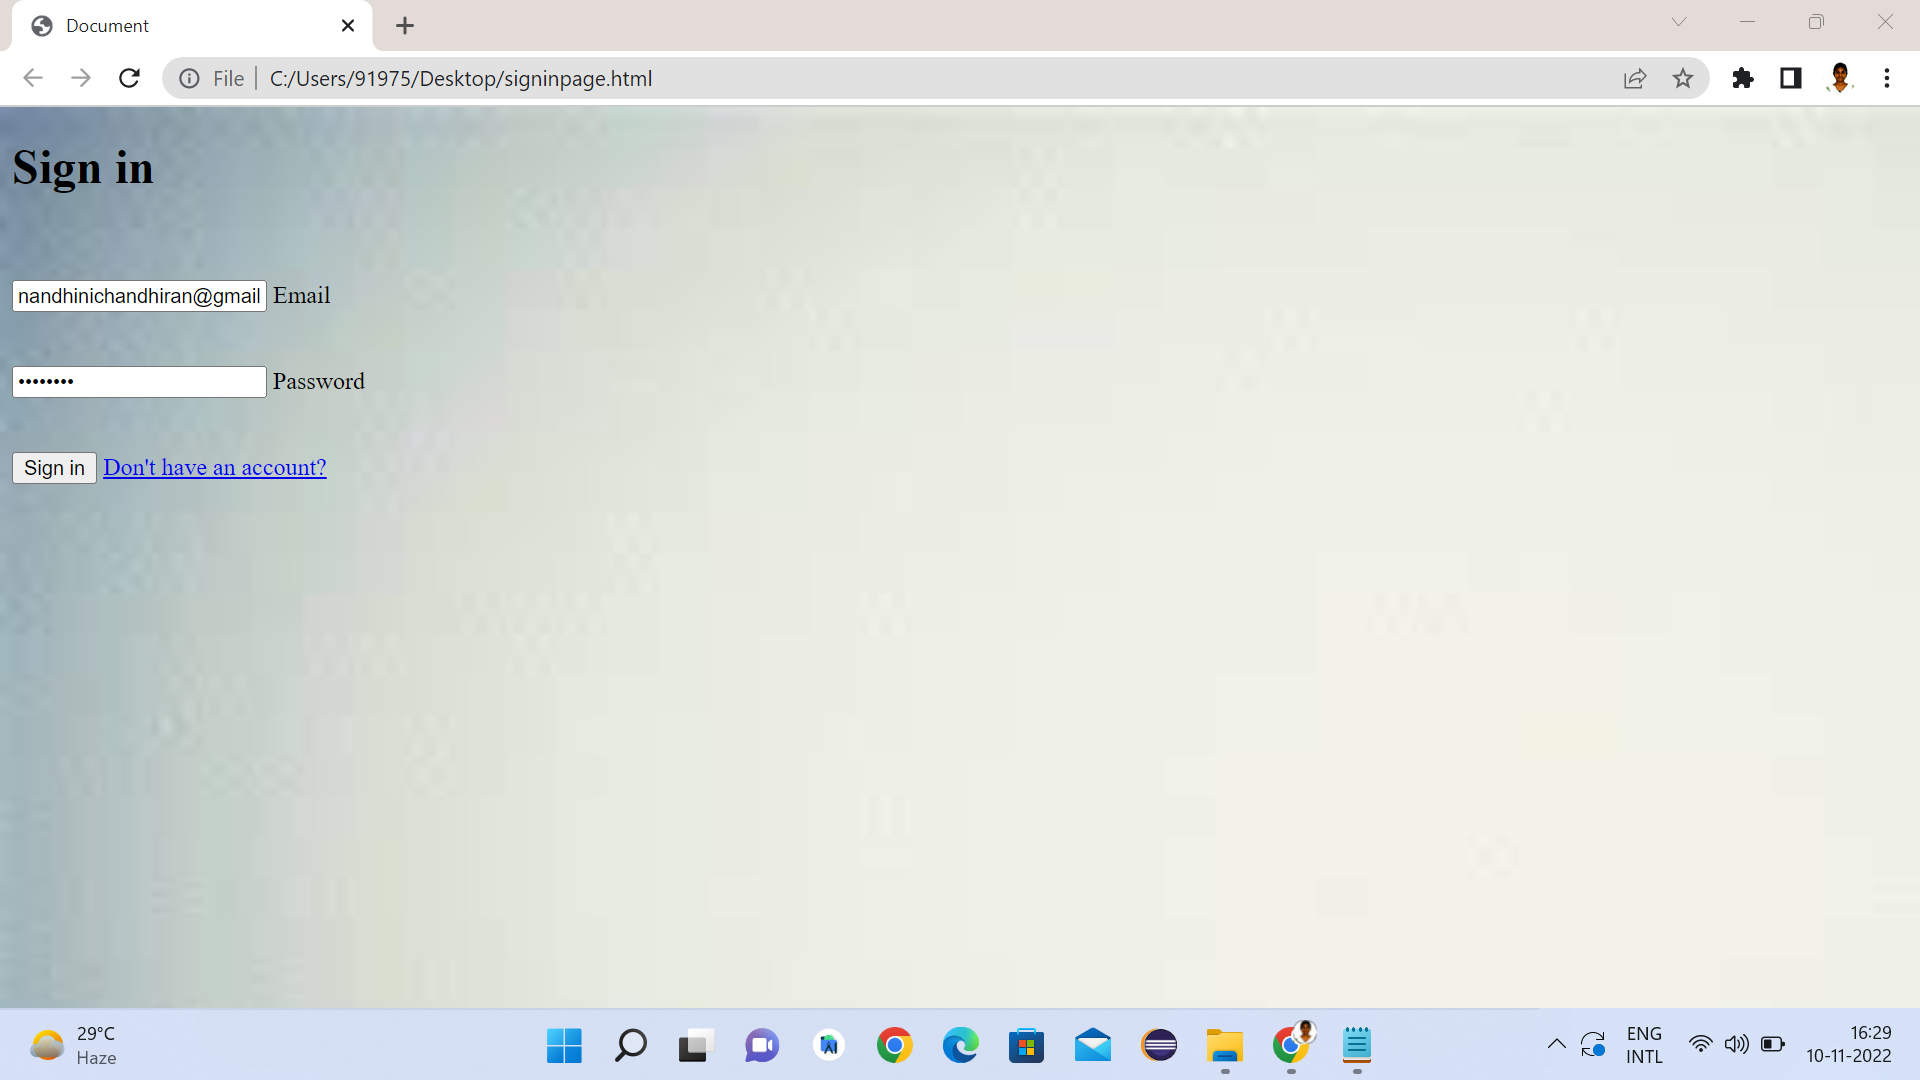 Document
File
C:/Users/91975/Desktop/signinpage.html
Sign in
nandhinichandhiran@gmail Email
Password
Sign in Don't have an account?
29°C
Haze
ENG
INTL
16:29
10-11-2022